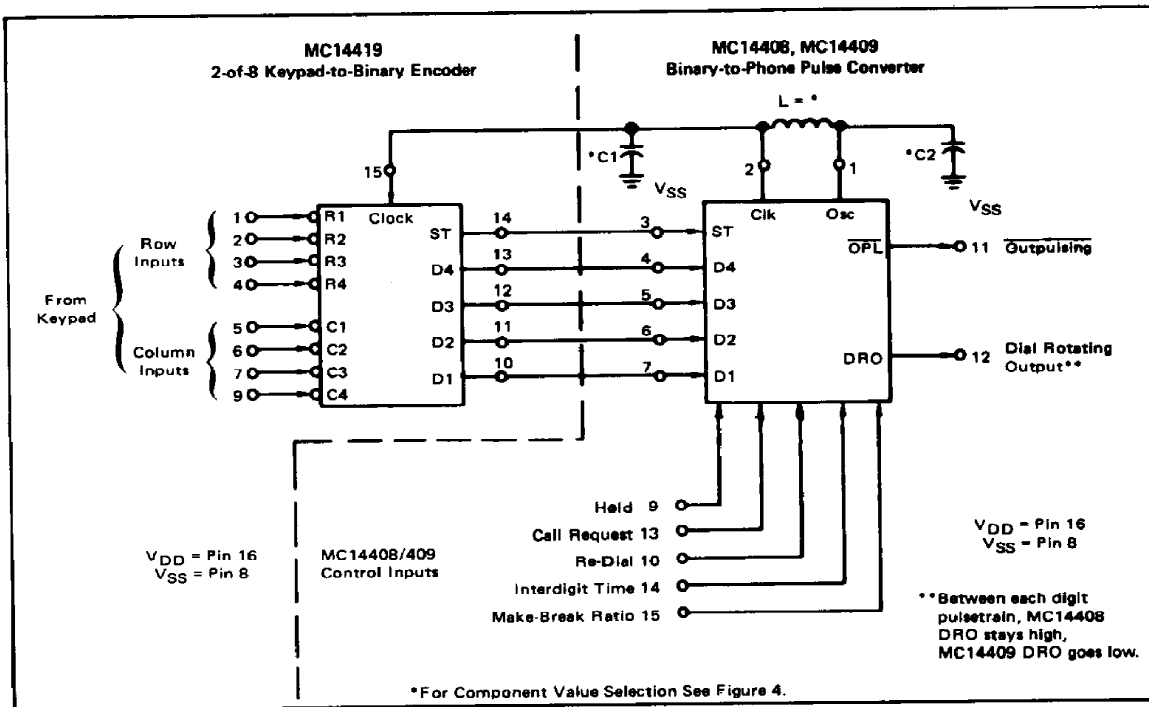 MC14419
2-of-8 Keypad-to-Binary Encoder
MC14408, MC14409
Binary-to-Phone Pulse Converter
L = *
*C1
*C2
15
2
1
VSS
VSS
Clock
Clk
Osc
From
Keypad
Row
Inputs
1
2
3
4
R1
R2
R3
R4
Column
Inputs
5
6
7
9
C1
C2
C3
C4
ST
D4
D3
D2
D1
14
13
12
11
10
3
4
5
6
7
ST
D4
D3
D2
D1
OPL
11 Outpulsing
DRO
12 Dial Rotating
Output**
Hold 9
Call Request 13
Re-Dial 10
Interdigit Time 14
Make-Break Ratio 15
VDD = Pin 16
VSS = Pin 8
MC14408/409
Control Inputs
VDD = Pin 16
VSS = Pin 8
**Between each digit
pulsetrain, MC14408
DRO stays high,
MC14409 DRO goes low.
*For Component Value Selection See Figure 4.